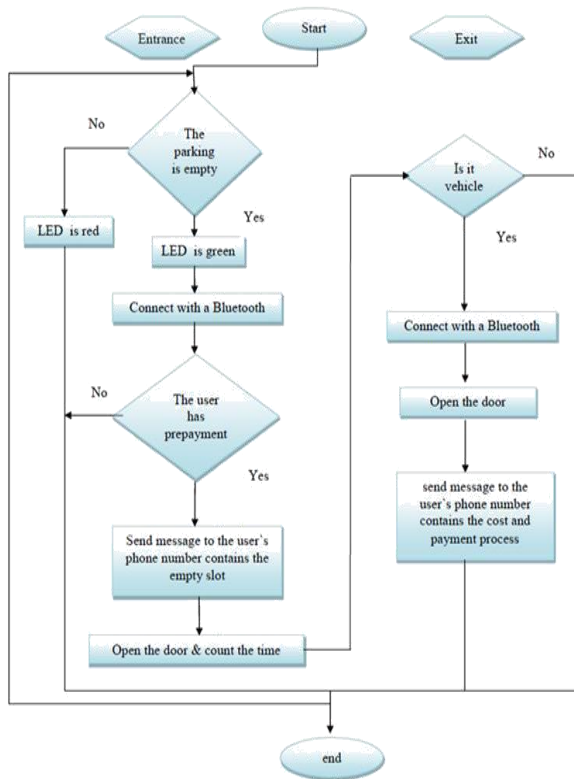 Entrance
Start
Exit
No
The
parking
is empty
Yes
LED is red
LED is green
Connect with a Bluetooth
No
The user
has
prepayment
Yes
Send message to the user`s
phone number contains the
empty slot
Open the door & count the time
Is it
vehicle
No
Yes
Connect with a Bluetooth
Open the door
send message to the
user`s phone number
contains the cost and
payment process
end